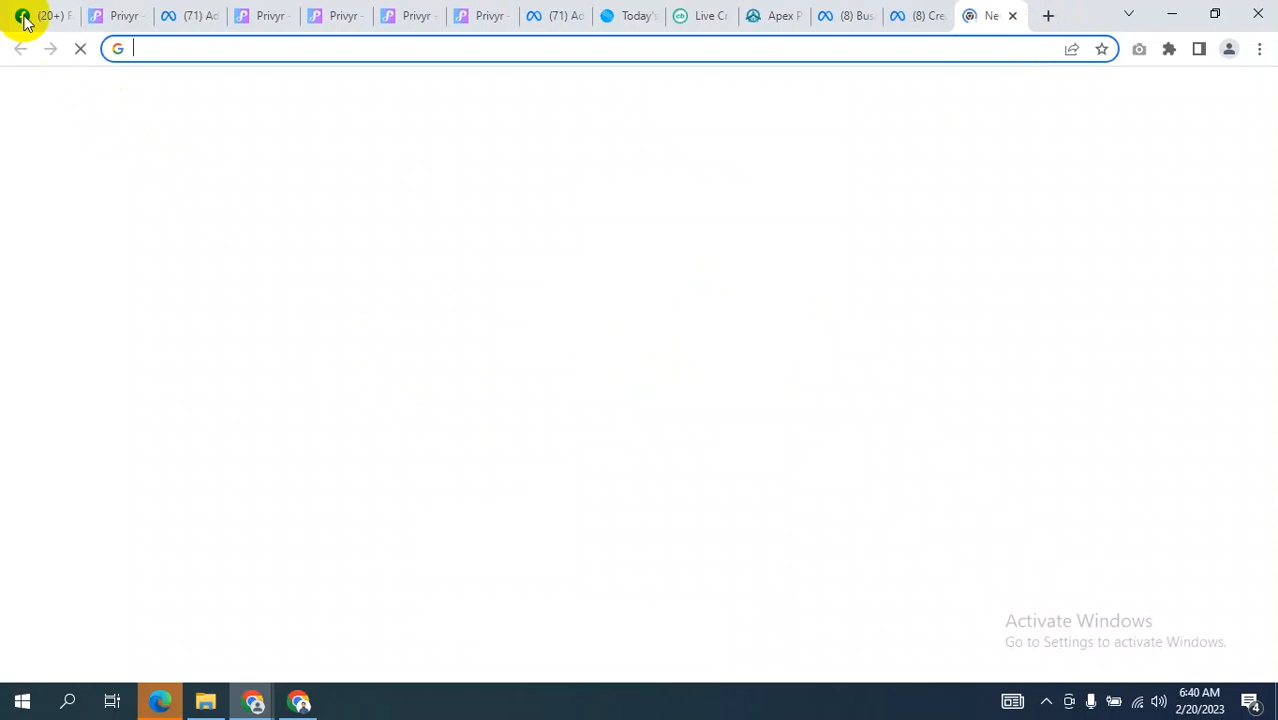 (20+) F
Privyr -
(71) Ad
Privyr -
Privyr -
Privyr -
Privyr -
(71) Ad
Today's
Live Cr
Apex P
(8) Bus
(8) Cre
Ne
Activate Windows
Go to Settings to activate Windows.
6:40 AM
2/20/2023
4